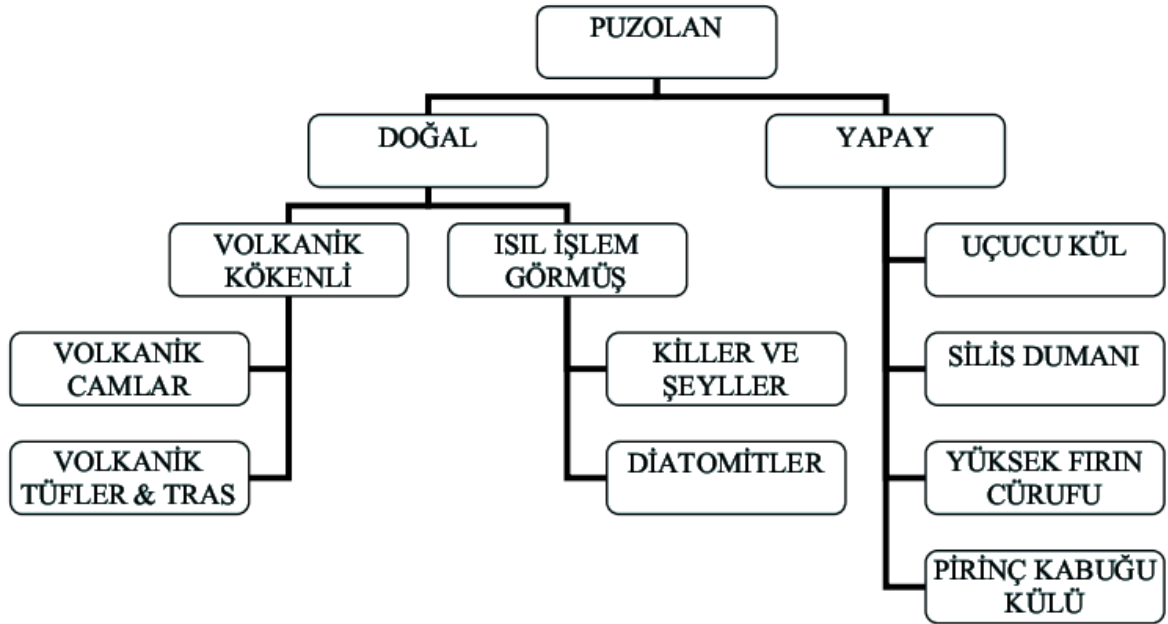 PUZOLAN
DOĞAL
YAPAY
VOLKANİK
KÖKENLİ
ISIL İŞLEM
GÖRMÜŞ
UÇUCU KÜL
VOLKANİK
CAMLAR
KİLLER VE
ŞEYLLER
SİLİS DUMANI
VOLKANİK
TÜFLER & TRAS
DİATOMİTLER
YÜKSEK FIRIN
CÜRUFU
PİRİNÇ KABUĞU
KÜLÜ